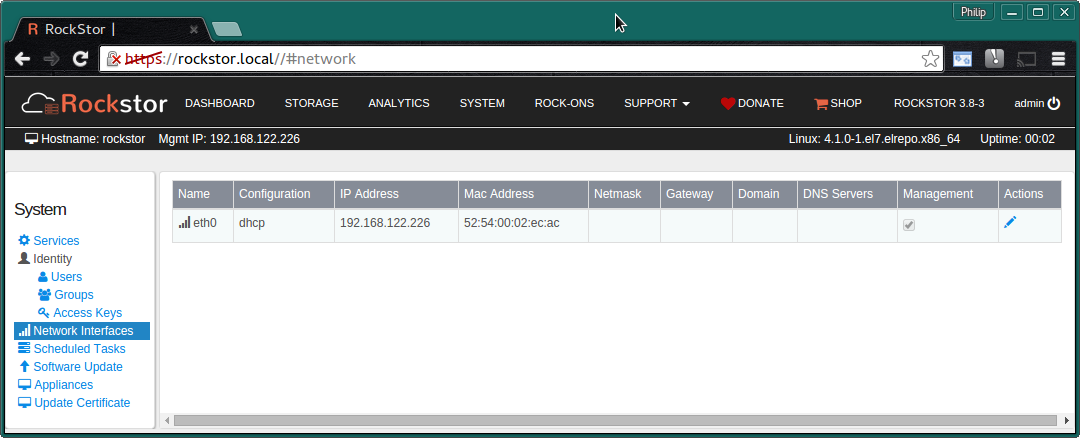 Philip
RockStor |
https://rockstor.local//#network
Rockstor DASHBOARD STORAGE ANALYTICS SYSTEM ROCK-ONS SUPPORT DONATE SHOP ROCKSTOR 3.8-3 admin
Hostname: rockstor Mgmt IP: 192.168.122.226 Linux: 4.1.0-1.el7.elrepo.x86_64 Uptime: 00:02
Name Configuration IP Address Mac Address Netmask Gateway Domain DNS Servers Management Actions
eth0 dhcp 192.168.122.226 52:54:00:02:ec:ac
System
Services
Identity
Users
Groups
Access Keys
Network Interfaces
Scheduled Tasks
Software Update
Appliances
Update Certificate